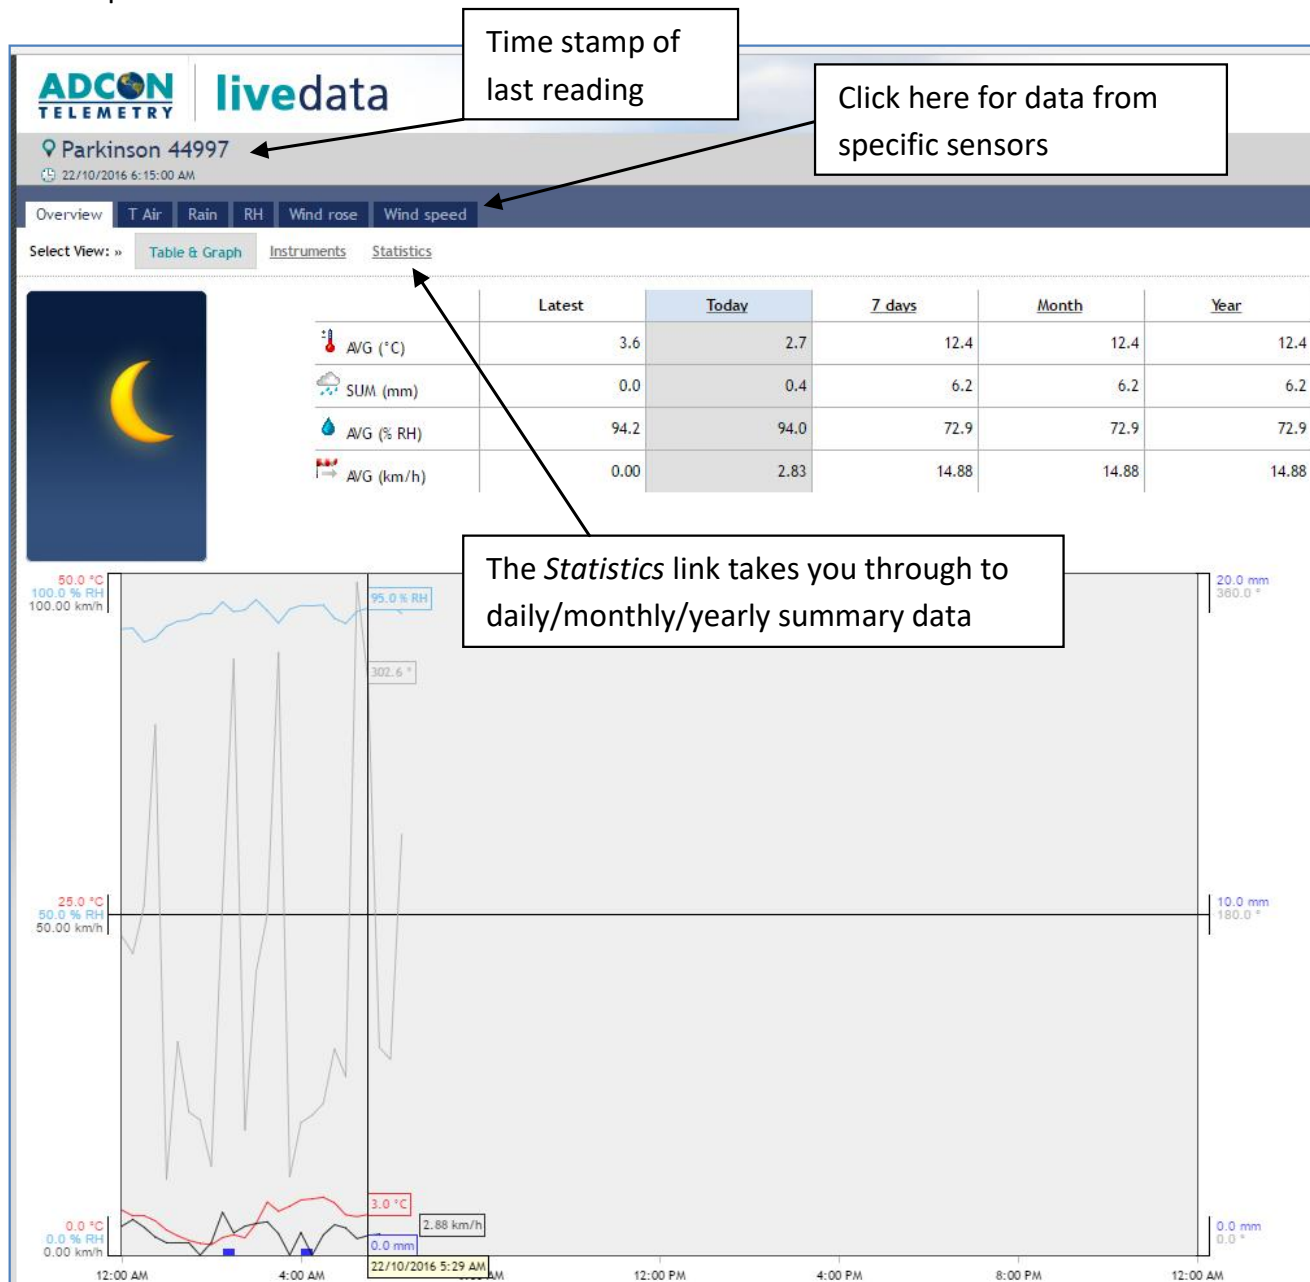 Time stamp of
last reading
ADCON
TELEMETRY
livedata
Click here for data from
specific sensors
Parkinson 44997
22/10/2016 6:15:00 AM
Overview T Air Rain RH Wind rose Wind speed
Select View: » Table & Graph Instruments Statistics
Latest Today 7 days Month Year
AVG (°C) 3.6 2.7 12.4 12.4 12.4
SUM (mm) 0.0 0.4 6.2 6.2 6.2
AVG (% RH) 94.2 94.0 72.9 72.9 72.9
AVG (km/h) 0.00 2.83 14.88 14.88 14.88
The Statistics link takes you through to
daily/monthly/yearly summary data
50.0 °C
100.0 % RH
100.00 km/h
95.0 % RH
20.0 mm
360.0 °
302.6 °
25.0 °C
50.0 % RH
50.00 km/h
10.0 mm
180.0 °
3.0 °C
2.88 km/h
0.0 mm
0.0 °C
0.0 % RH
0.00 km/h
0.0 mm
0.0 °
22/10/2016 5:29 AM
12:00 AM 4:00 AM AM 12:00 PM 4:00 PM 8:00 PM 12:00 AM